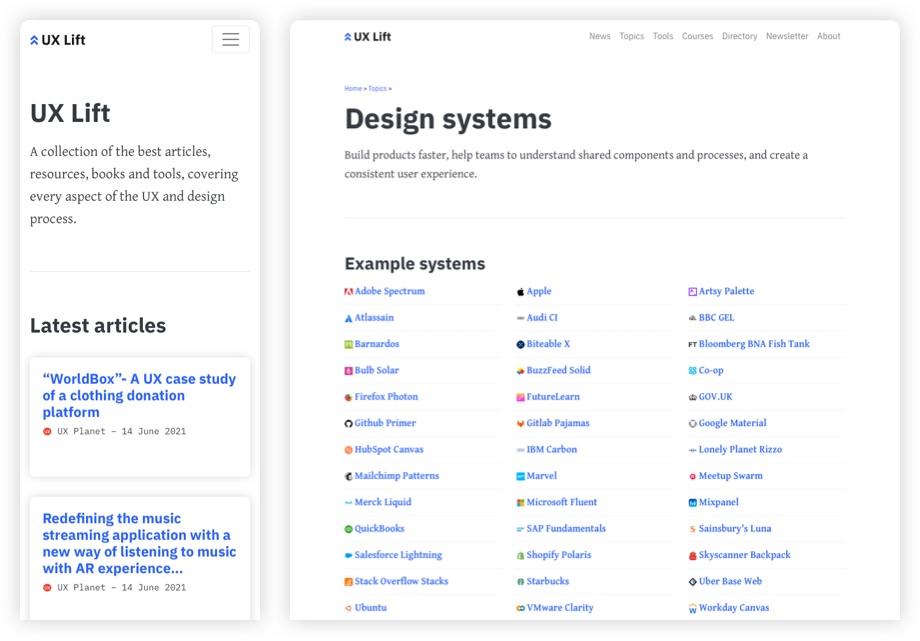 UX Lift
UX Lift
A collection of the best articles,
resources, books and tools, covering
every aspect of the UX and design
process.
Latest articles
“WorldBox”- A UX case study
of a clothing donation
platform
UX Planet – 14 June 2021
Redefining the music
streaming application with a
new way of listening to music
with AR experience...
UX Planet – 14 June 2021
UX Lift
News Topics Tools Courses Directory Newsletter About
Home » Topics »
Design systems
Build products faster, help teams to understand shared components and processes, and create a
consistent user experience.
Example systems
Adobe Spectrum Apple Artsy Palette
Atlassain Audi CI BBC GEL
Barnardos Biteable X FT Bloomberg BNA Fish Tank
Bulb Solar BuzzFeed Solid Co-op
Firefox Photon FutureLearn GOV.UK
Github Primer Gitlab Pajamas Google Material
HubSpot Canvas IBM Carbon Lonely Planet Rizzo
Mailchimp Patterns Marvel Meetup Swarm
Merck Liquid Microsoft Fluent Mixpanel
QuickBooks SAP Fundamentals Sainsbury's Luna
Salesforce Lightning Shopify Polaris Skyscanner Backpack
Stack Overflow Stacks Starbucks Uber Base Web
Ubuntu VMware Clarity Workday Canvas